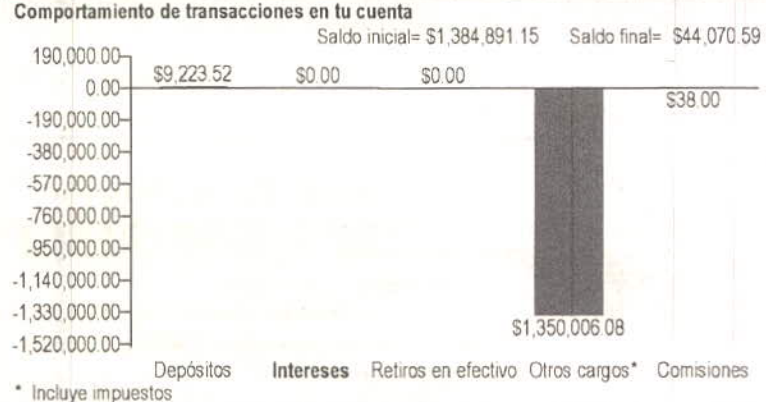 Comportamiento de transacciones en tu cuenta
Saldo inicial= $1,384,891.15 Saldo final= $44,070.59
190,000.00
$9,223.52 $0.00 $0.00
0.00
$38.00
-190,000.00
-380,000.00
-570,000.00
-760,000.00
-950,000.00
-1,140,000.00
-1,330,000.00
$1,350,006.08
-1,520,000.00
Depósitos Intereses Retiros en efectivo Otros cargos* Comisiones
* Incluye impuestos